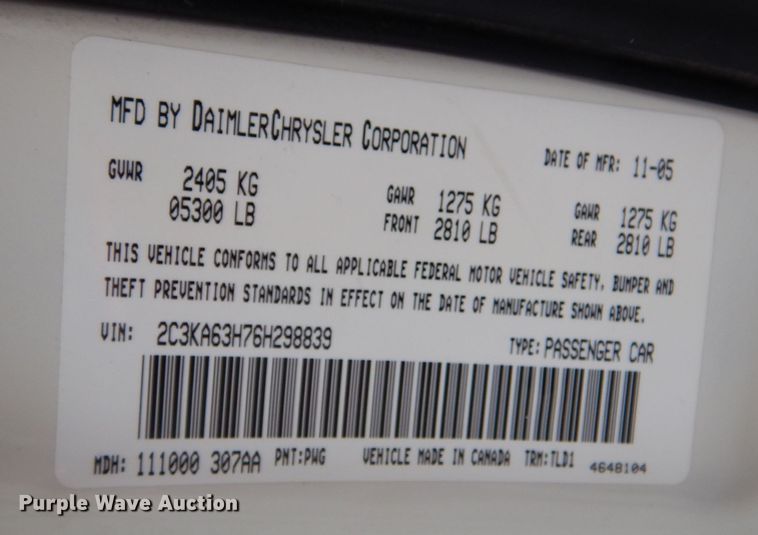 MFD BY DAIMLERCHRYSLER CORPORATION DATE OF MFR: 11-05
GVWR 2405 KG GAWR 1275 KG GAWR 1275 KG
05300 LB FRONT 2810 LB REAR 2810 LB
THIS VEHICLE CONFORMS TO ALL APPLICABLE FEDERAL MOTOR VEHICLE SAFETY, BUMPER AND
THEFT PREVENTION STANDARDS IN EFFECT ON THE DATE OF MANUFACTURE SHOWN ABOVE.
VIN: 2C3KA63H76H298839 TYPE: PASSENGER CAR
MDH: 111000 307AA PNT:PWG VEHICLE MADE IN CANADA TRM:TLD1 4648104
Purple Wave Auction